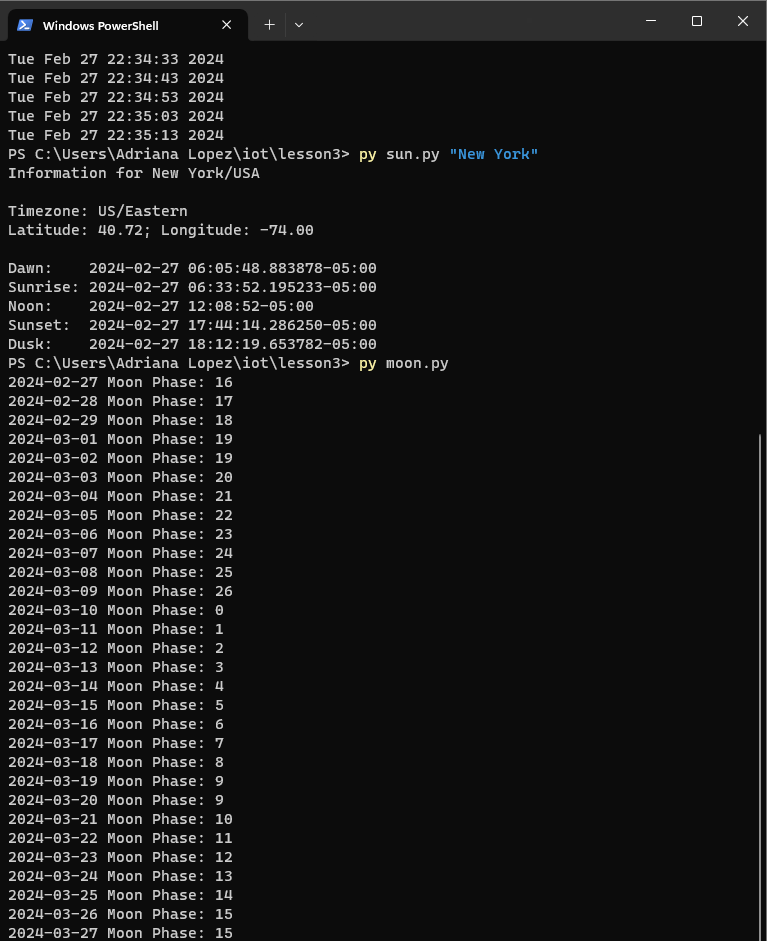 Windows PowerShell
Tue Feb 27 22:34:33 2024
Tue Feb 27 22:34:43 2024
Tue Feb 27 22:34:53 2024
Tue Feb 27 22:35:03 2024
Tue Feb 27 22:35:13 2024
PS C:\Users\Adriana Lopez\iot\lesson3> py sun.py "New York"
Information for New York/USA

Timezone: US/Eastern
Latitude: 40.72; Longitude: -74.00

Dawn:    2024-02-27 06:05:48.883878-05:00
Sunrise: 2024-02-27 06:33:52.195233-05:00
Noon:    2024-02-27 12:08:52-05:00
Sunset:  2024-02-27 17:44:14.286250-05:00
Dusk:    2024-02-27 18:12:19.653782-05:00
PS C:\Users\Adriana Lopez\iot\lesson3> py moon.py
2024-02-27 Moon Phase: 16
2024-02-28 Moon Phase: 17
2024-02-29 Moon Phase: 18
2024-03-01 Moon Phase: 19
2024-03-02 Moon Phase: 19
2024-03-03 Moon Phase: 20
2024-03-04 Moon Phase: 21
2024-03-05 Moon Phase: 22
2024-03-06 Moon Phase: 23
2024-03-07 Moon Phase: 24
2024-03-08 Moon Phase: 25
2024-03-09 Moon Phase: 26
2024-03-10 Moon Phase: 0
2024-03-11 Moon Phase: 1
2024-03-12 Moon Phase: 2
2024-03-13 Moon Phase: 3
2024-03-14 Moon Phase: 4
2024-03-15 Moon Phase: 5
2024-03-16 Moon Phase: 6
2024-03-17 Moon Phase: 7
2024-03-18 Moon Phase: 8
2024-03-19 Moon Phase: 9
2024-03-20 Moon Phase: 9
2024-03-21 Moon Phase: 10
2024-03-22 Moon Phase: 11
2024-03-23 Moon Phase: 12
2024-03-24 Moon Phase: 13
2024-03-25 Moon Phase: 14
2024-03-26 Moon Phase: 15
2024-03-27 Moon Phase: 15